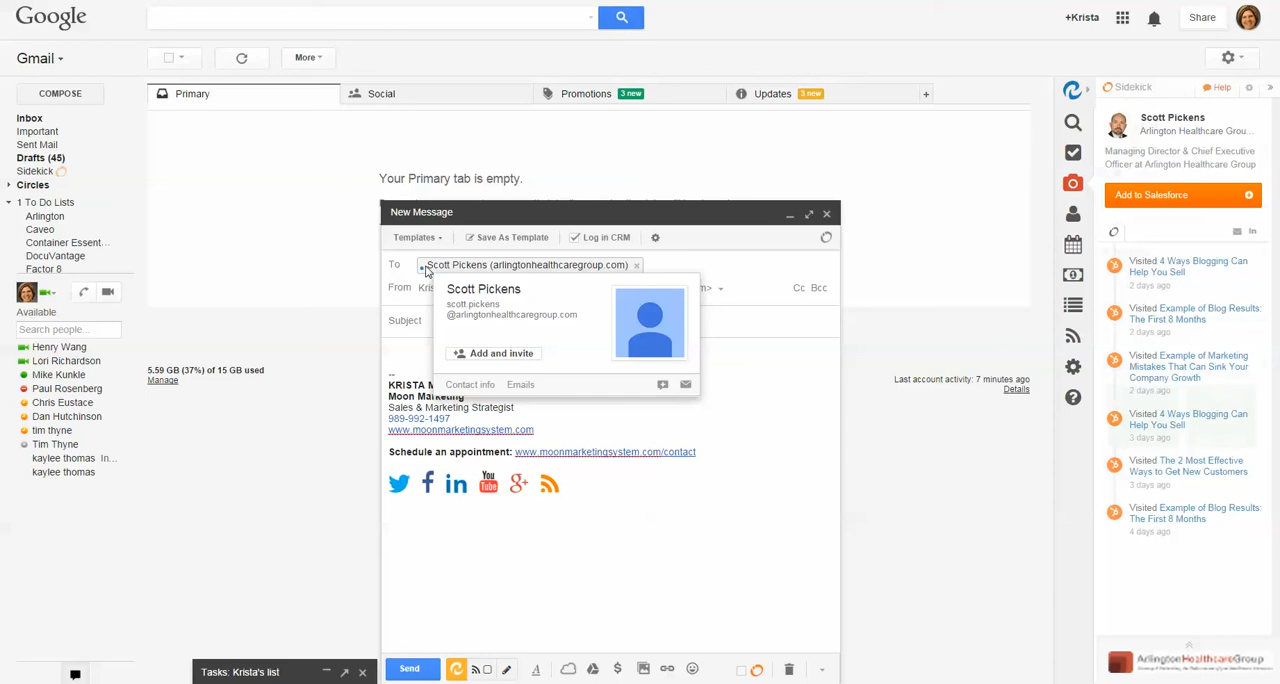 Google
+Krista
Share
Gmail
More
COMPOSE
Primary
Social
Promotions
3 new
Updates
3 new
+
Inbox
Important
Sent Mail
Drafts (45)
Sidekick
Circles
1 To Do Lists
Arlington
Caveo
Container Essent...
DocuVantage
Factor 8
Available
Search people...
Henry Wang
Lori Richardson
Mike Kunkle
Paul Rosenberg
Chris Eustace
Dan Hutchinson
tim thyne
Tim Thyne
kaylee thomas In...
kaylee thomas
Your Primary tab is empty.
5.59 GB (37%) of 15 GB used
Manage
Last account activity: 7 minutes ago
Details
New Message
Templates
Save As Template
Log in CRM
To
Scott Pickens (arlingtonhealthcaregroup.com) ×
From
Cc Bcc
Subject
Scott Pickens
scott pickens
@arlingtonhealthcaregroup.com
Add and invite
Contact info
Emails
--
KRISTA M
Moon Marketing
Sales & Marketing Strategist
989-992-1497
www.moonmarketingsystem.com
Schedule an appointment: www.moonmarketingsystem.com/contact
You
Tube
Send
Tasks: Krista's list
Sidekick
Help
Scott Pickens
Arlington Healthcare Grou...
Managing Director & Chief Executive
Officer at Arlington Healthcare Group
Add to Salesforce
Visited 4 Ways Blogging Can
Help You Sell
2 days ago
Visited Example of Blog Results:
The First 8 Months
2 days ago
Visited Example of Marketing
Mistakes That Can Sink Your
Company Growth
2 days ago
Visited 4 Ways Blogging Can
Help You Sell
3 days ago
Visited The 2 Most Effective
Ways to Get New Customers
3 days ago
Visited Example of Blog Results:
The First 8 Months
4 days ago
ArlingtonHealthcareGroup